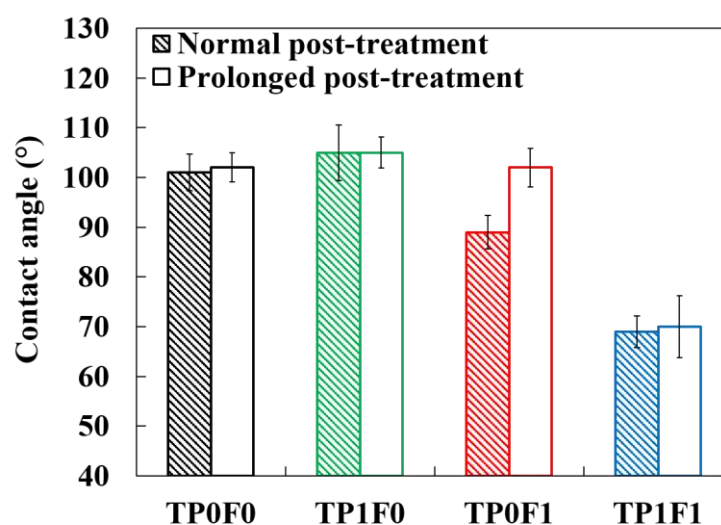 130
120
110
100
90
80
70
60
50
40
Contact angle (°)
Normal post-treatment
Prolonged post-treatment
TP0F0 TP1F0 TP0F1 TP1F1